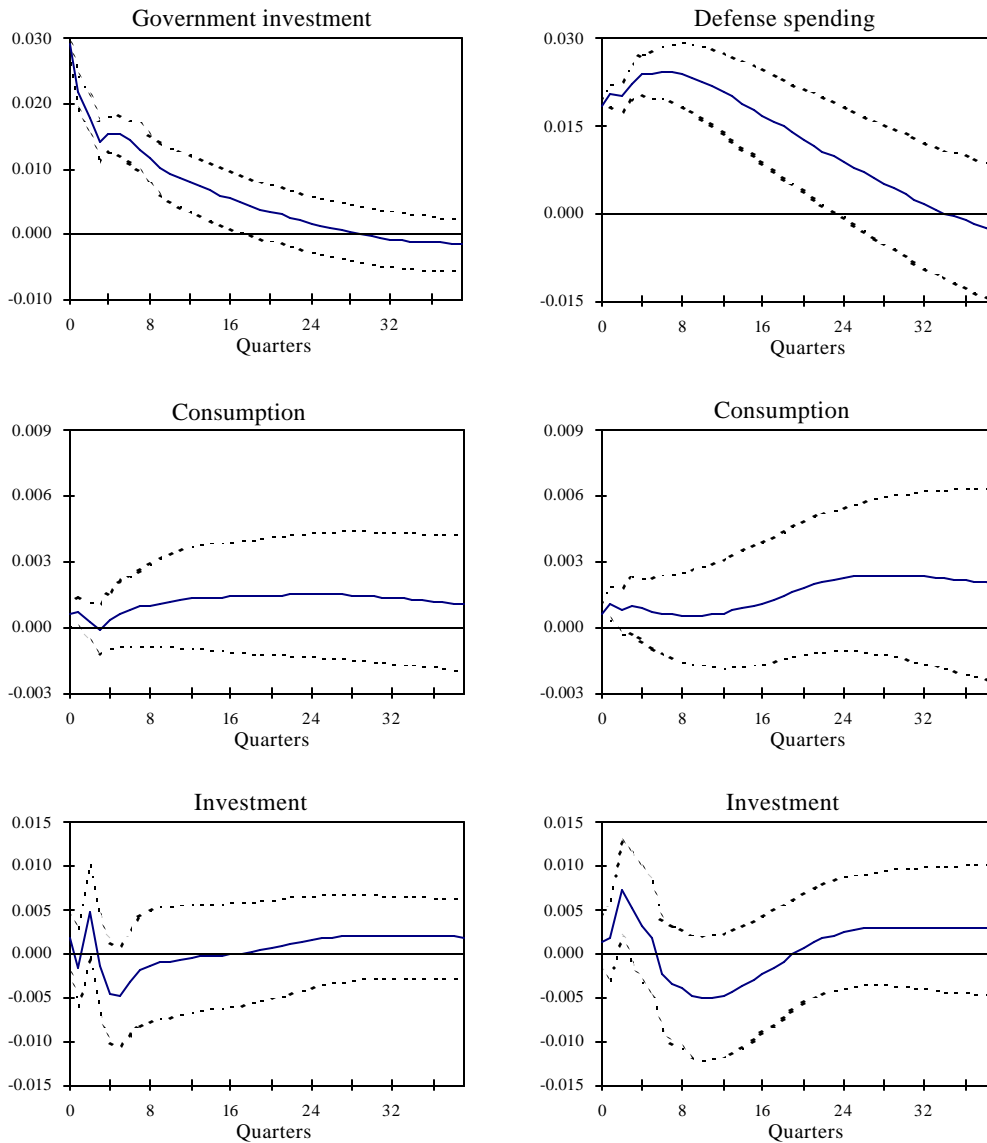 Government investment
0.030
0.020
0.010
0.000
-0.010
0 8 16 24 32
Quarters
Defense spending
0.030
0.015
0.000
-0.015
0 8 16 24 32
Quarters
Consumption
0.009
0.006
0.003
0.000
-0.003
0 8 16 24 32
Quarters
Consumption
0.009
0.006
0.003
0.000
-0.003
0 8 16 24 32
Quarters
Investment
0.015
0.010
0.005
0.000
-0.005
-0.010
-0.015
0 8 16 24 32
Quarters
Investment
0.015
0.010
0.005
0.000
-0.005
-0.010
-0.015
0 8 16 24 32
Quarters